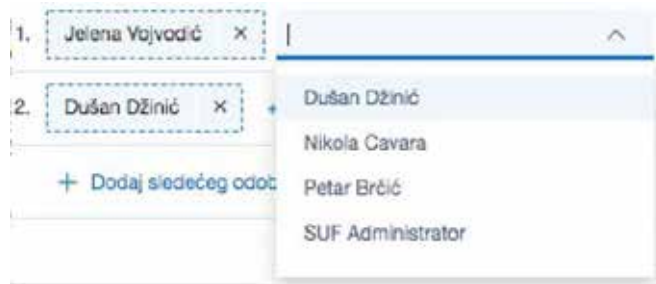 1. Jelena Vojvodić ×
2. Dušan Džinić × +
+ Dodaj sledećeg odob
Dušan Džinić
Nikola Cavara
Petar Brčić
SUF Administrator